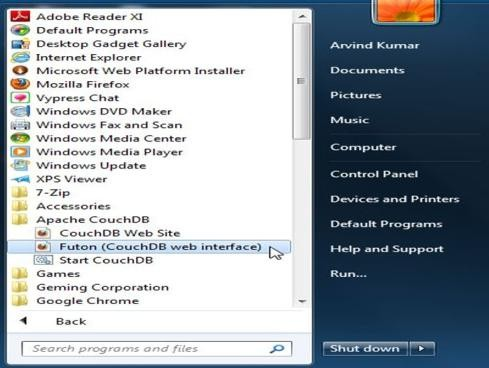 Adobe Reader XI
Default Programs
Desktop Gadget Gallery
Internet Explorer
Microsoft Web Platform Installer
Mozilla Firefox
Vypress Chat
Windows DVD Maker
Windows Fax and Scan
Windows Media Center
Windows Media Player
Windows Update
XPS Viewer
7-Zip
Accessories
Apache CouchDB
CouchDB Web Site
Futon (CouchDB web interface)
Start CouchDB
Games
Geming Corporation
Google Chrome
Back
Search programs and files
Arvind Kumar
Documents
Pictures
Music
Computer
Control Panel
Devices and Printers
Default Programs
Help and Support
Run...
Shut down